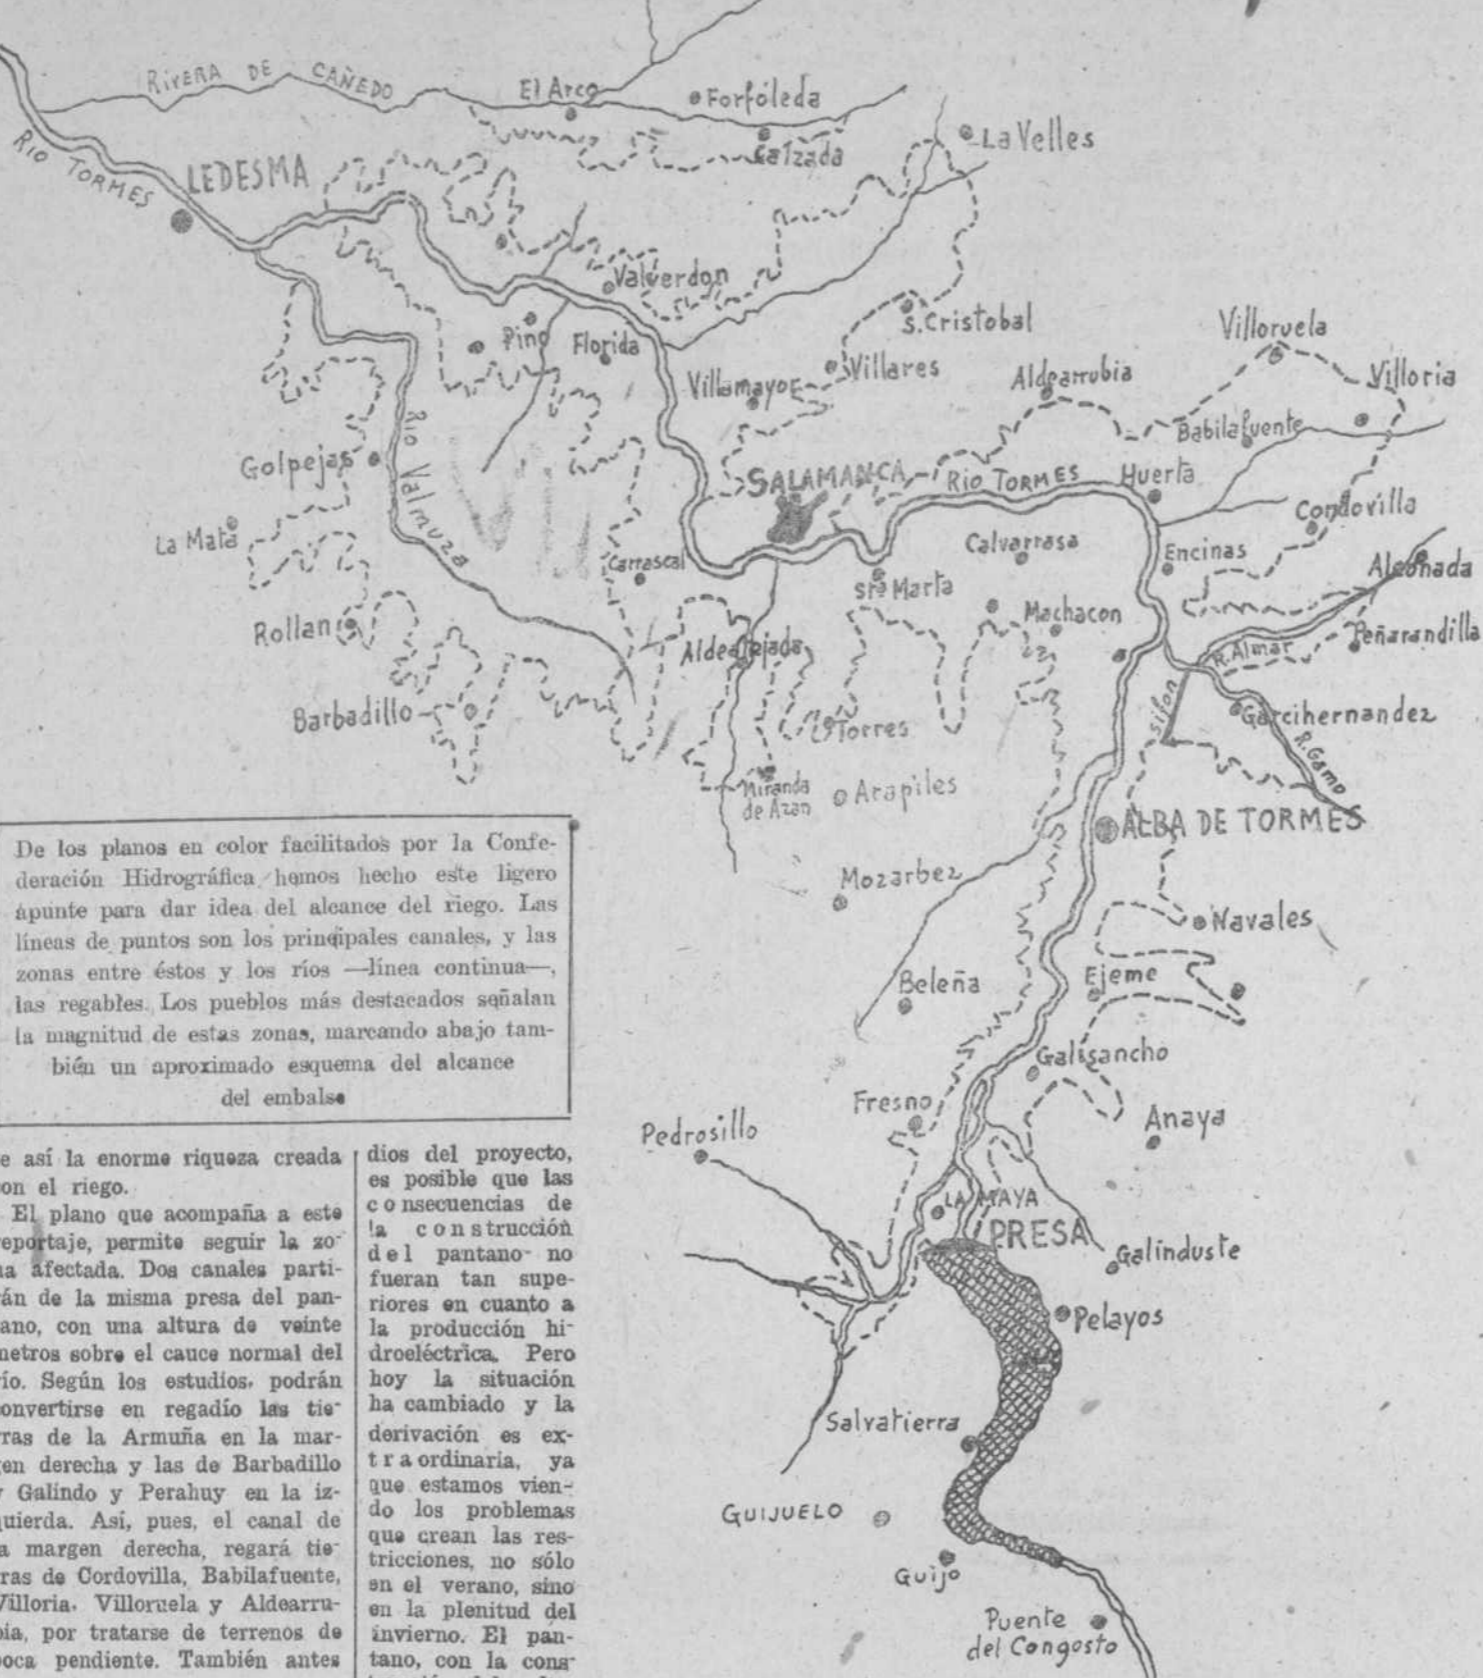 RIVERA DE CAÑEDO
El Arco
Forfóleda
La Velles
Calzada
RIO TORMES
LEDESMA
Valverdon
Pino
Florida
S. Cristobal
Villoruela
Villares
Villamayor
Aldearrubia
Villoria
Babilafuente
Golpejas
Rio Valmuza
SALAMANCA
Rio TORMES
Huerta
La Mata
Condovilla
Calvarrasa
Encinas
Alconada
Carrascal
Sta Marta
Machacon
Rollan
Aldeatejada
R. Almar
Peñarandilla
Barbadillo
Torres
sifon
Garcihernandez
R. Gamo
Miranda
de Azan
Arapiles
ALBA DE TORMES
Mozarbez
Navales
Beleña
Ejeme
Galisancho
Fresno
Anaya
Pedrosillo
LA MAYA
PRESA
Galinduste
Pelayos
Salvatierra
GUIJUELO
Guijo
Puente
del Congosto
De los planos en color facilitados por la Confe-
deración Hidrográfica hemos hecho este ligero
apunte para dar idea del alcance del riego. Las
líneas de puntos son los principales canales, y las
zonas entre éstos y los ríos —línea continua—,
las regables. Los pueblos más destacados señalan
la magnitud de estas zonas, marcando abajo tam-
bién un aproximado esquema del alcance
del embalse
e así la enorme riqueza creada
on el riego.
El plano que acompaña a este
eportaje, permite seguir la zo-
na afectada. Dos canales parti-
rán de la misma presa del pan-
tano, con una altura de veinte
metros sobre el cauce normal del
río. Según los estudios, podrán
convertirse en regadío las tie-
rras de la Armuña en la mar-
gen derecha y las de Barbadillo
y Galindo y Perahuy en la iz-
quierda. Así, pues, el canal de
a margen derecha, regará tie-
rras de Cordovilla, Babilafuente,
Villoria, Villoruela y Aldearru-
bia, por tratarse de terrenos de
poca pendiente. También antes
dios del proyecto,
es posible que las
consecuencias de
la construcción
del pantano no
fueran tan supe-
riores en cuanto a
la producción hi-
droeléctrica. Pero
hoy la situación
ha cambiado y la
derivación es ex-
traordinaria, ya
que estamos vien-
do los problemas
que crean las res-
tricciones, no sólo
en el verano, sino
en la plenitud del
invierno. El pan-
tano, con la cons-